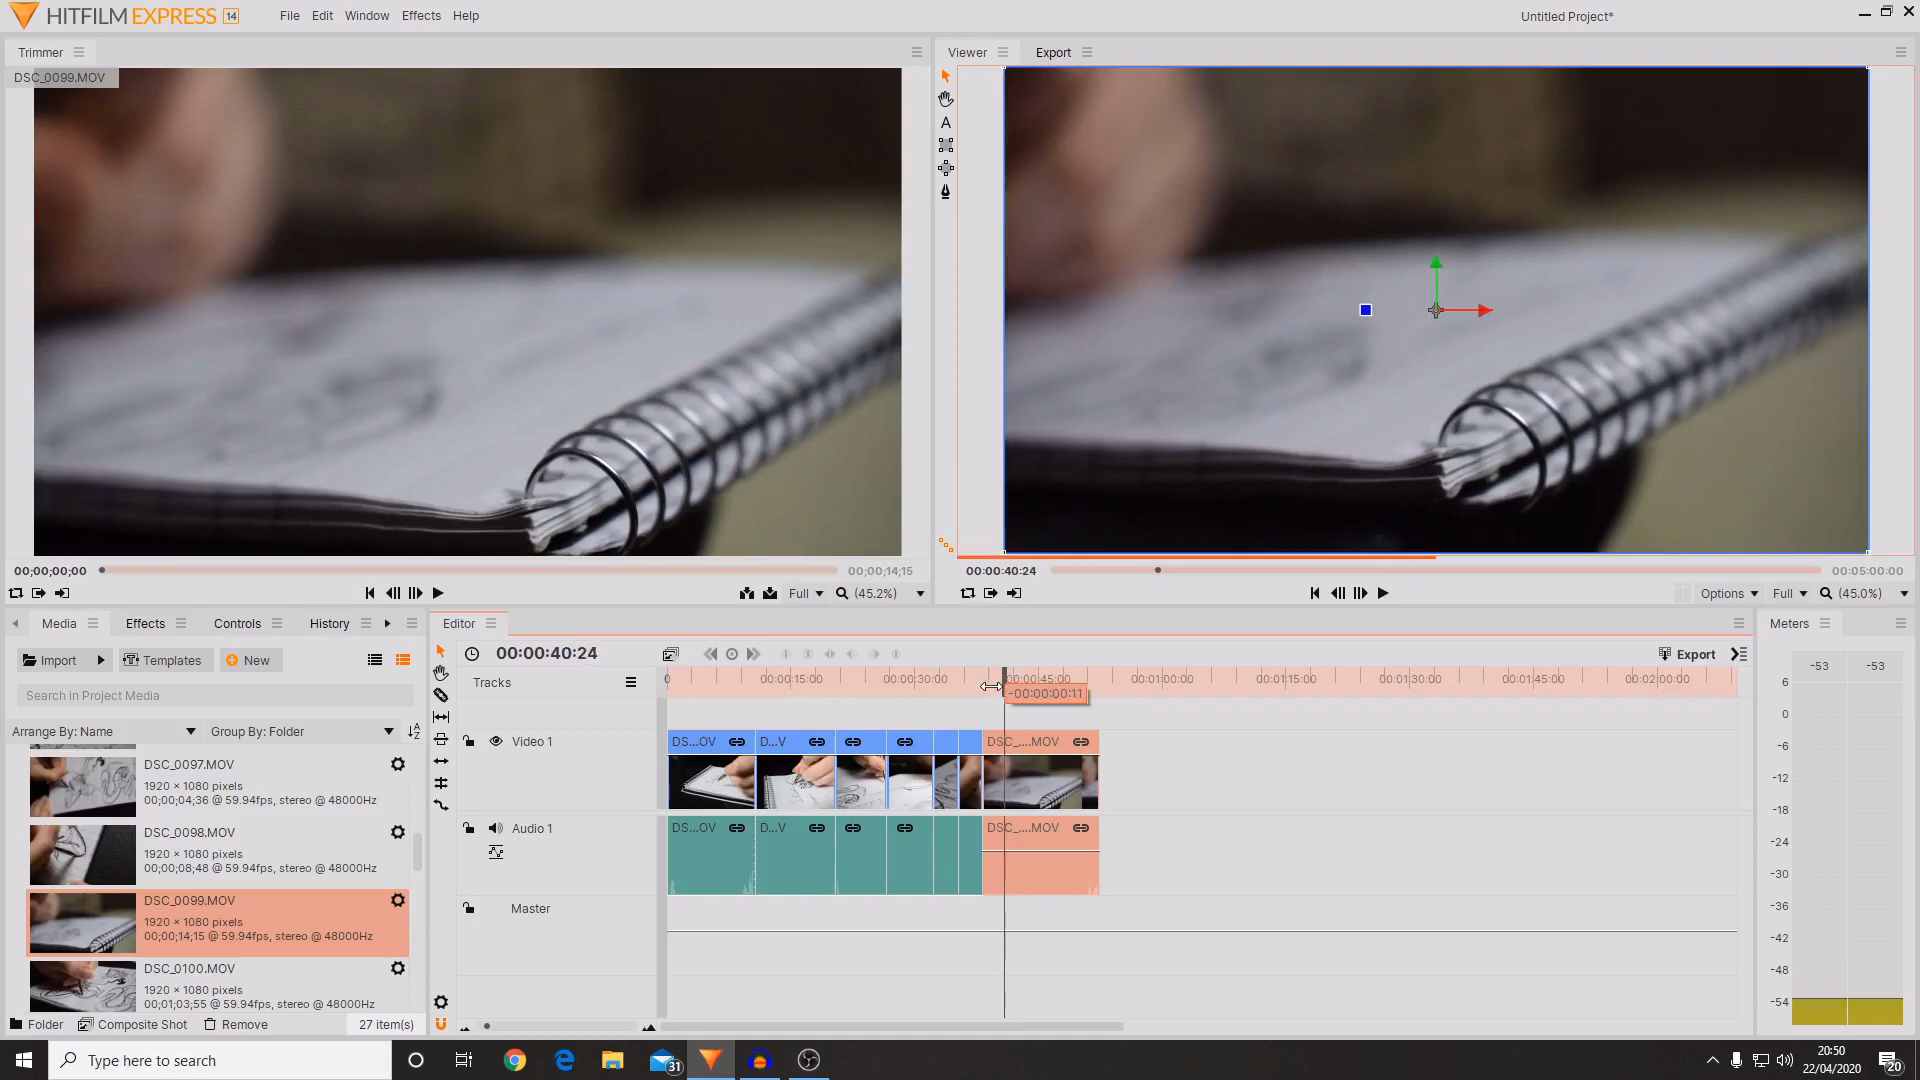 HITFILM EXPRESS 14
File Edit Window Effects Help
Untitled Project*
Trimmer
Viewer Export
DSC_0099.MOV
A
00;00;00;00
00;00;14;15
Full (45.2%)
00:00:40:24
00:05:00:00
Options Full (45.0%)
Media Effects Controls History
Editor
Meters
Import Templates New
00:00:40:24
Export
Search in Project Media
Tracks
0 00:00:15:00 00:00:30:00 00:00:45:00 00:01:00:00 00:01:15:00 00:01:30:00 00:01:45:00 00:02:00:00
-00:00:00:11
Arrange By: Name Group By: Folder
Video 1
DS...OV D...V DSC_....MOV
Audio 1
DS...OV D...V DSC_....MOV
Master
DSC_0097.MOV
1920 × 1080 pixels
00;00;04;36 @ 59.94fps, stereo @ 48000Hz
DSC_0098.MOV
1920 × 1080 pixels
00;00;08;48 @ 59.94fps, stereo @ 48000Hz
DSC_0099.MOV
1920 × 1080 pixels
00;00;14;15 @ 59.94fps, stereo @ 48000Hz
DSC_0100.MOV
1920 × 1080 pixels
00;01;03;55 @ 59.94fps, stereo @ 48000Hz
Folder Composite Shot Remove 27 item(s)
-53 -53
6
0
-6
-12
-18
-24
-30
-36
-42
-48
-54
Type here to search
31
20:50
22/04/2020
20